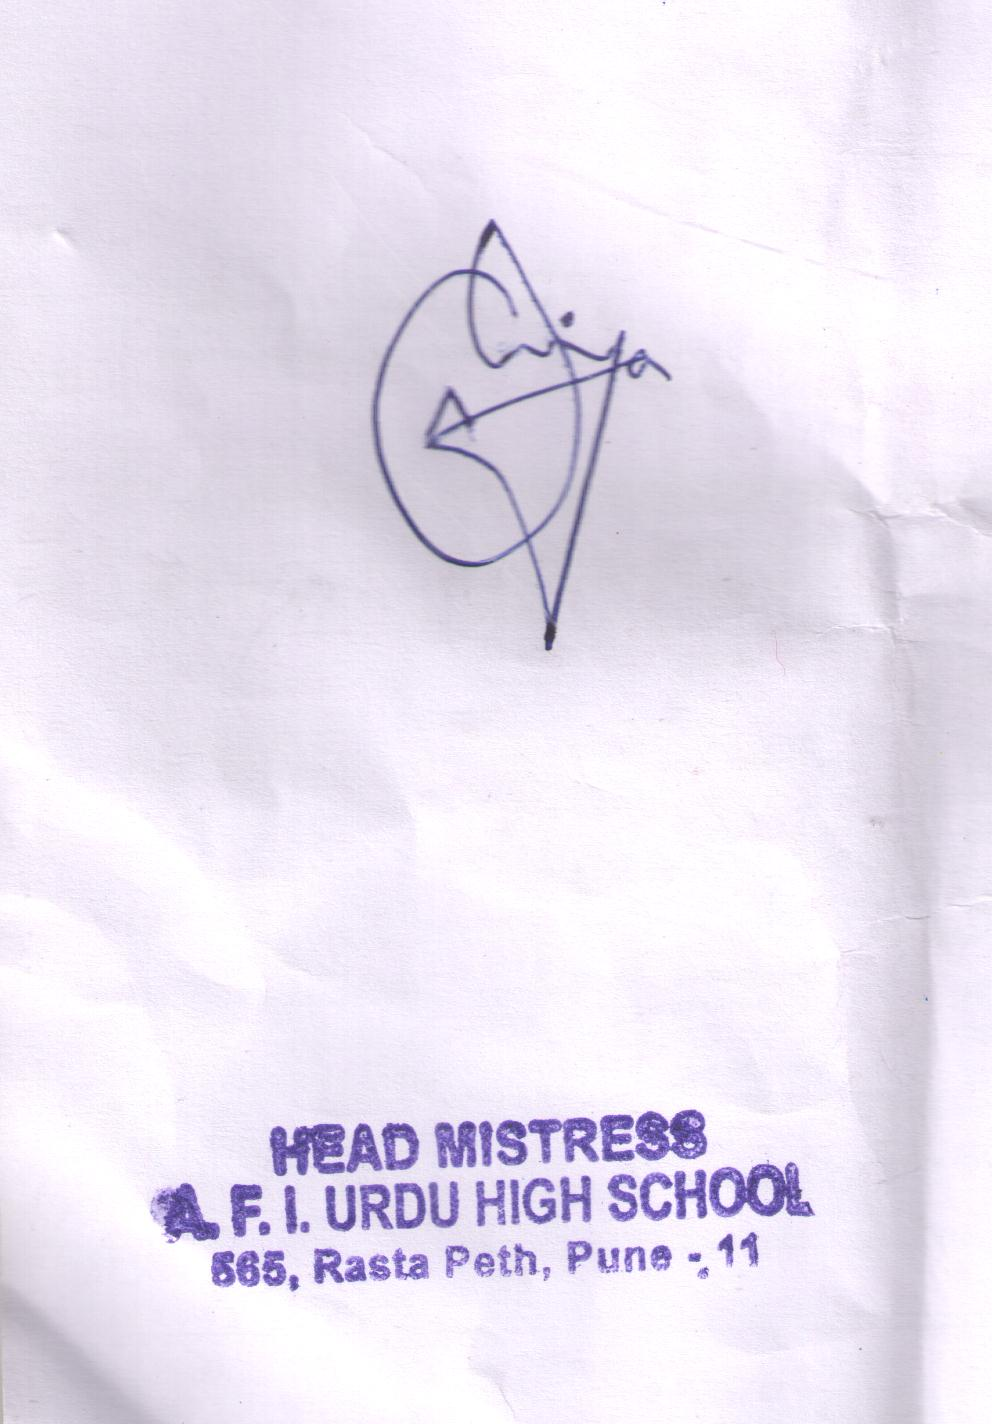 HEAD MISTRESS
A. F. I. URDU HIGH SCHOOL
565, Rasta Peth, Pune - 11